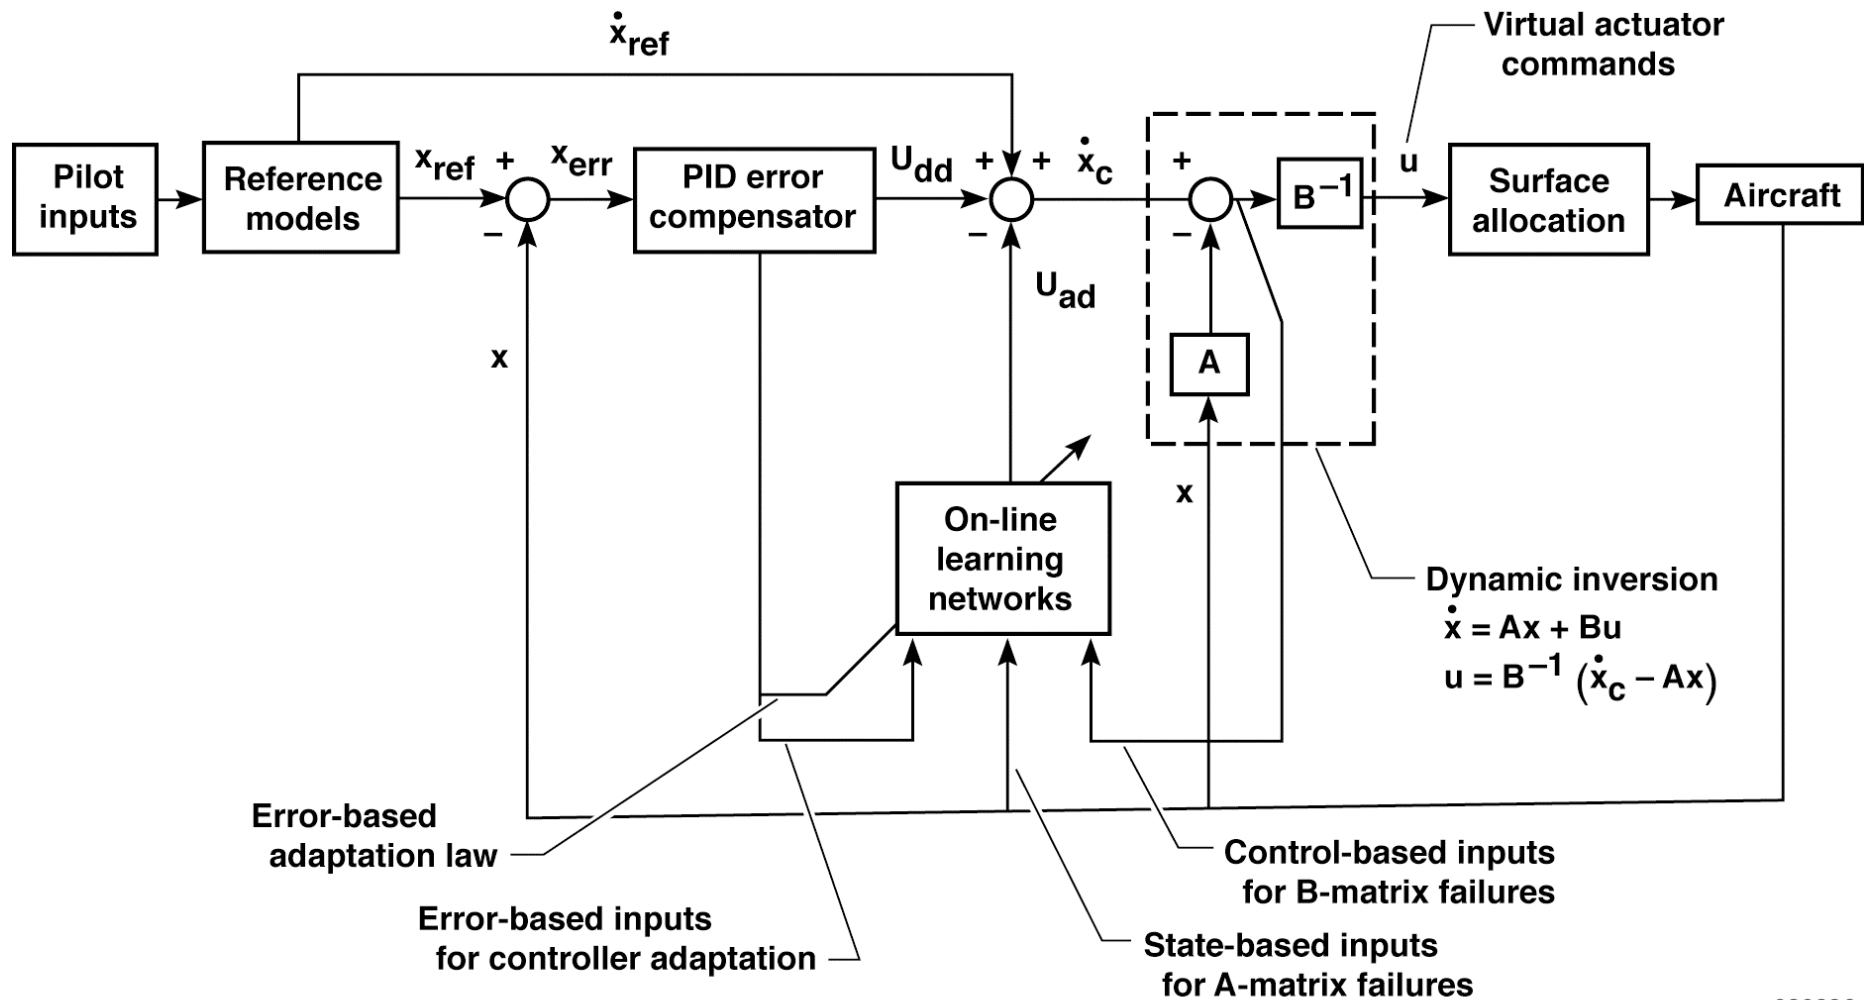 ẋref
Virtual actuator
commands
Pilot
inputs
Reference
models
xref
+
−
xerr
PID error
compensator
Udd
+
+
−
ẋc
+
−
B−1
u
Surface
allocation
Aircraft
Uad
x
A
x
On-line
learning
networks
Dynamic inversion
ẋ = Ax + Bu
u = B−1 (ẋc − Ax)
Error-based
adaptation law
Error-based inputs
for controller adaptation
Control-based inputs
for B-matrix failures
State-based inputs
for A-matrix failures